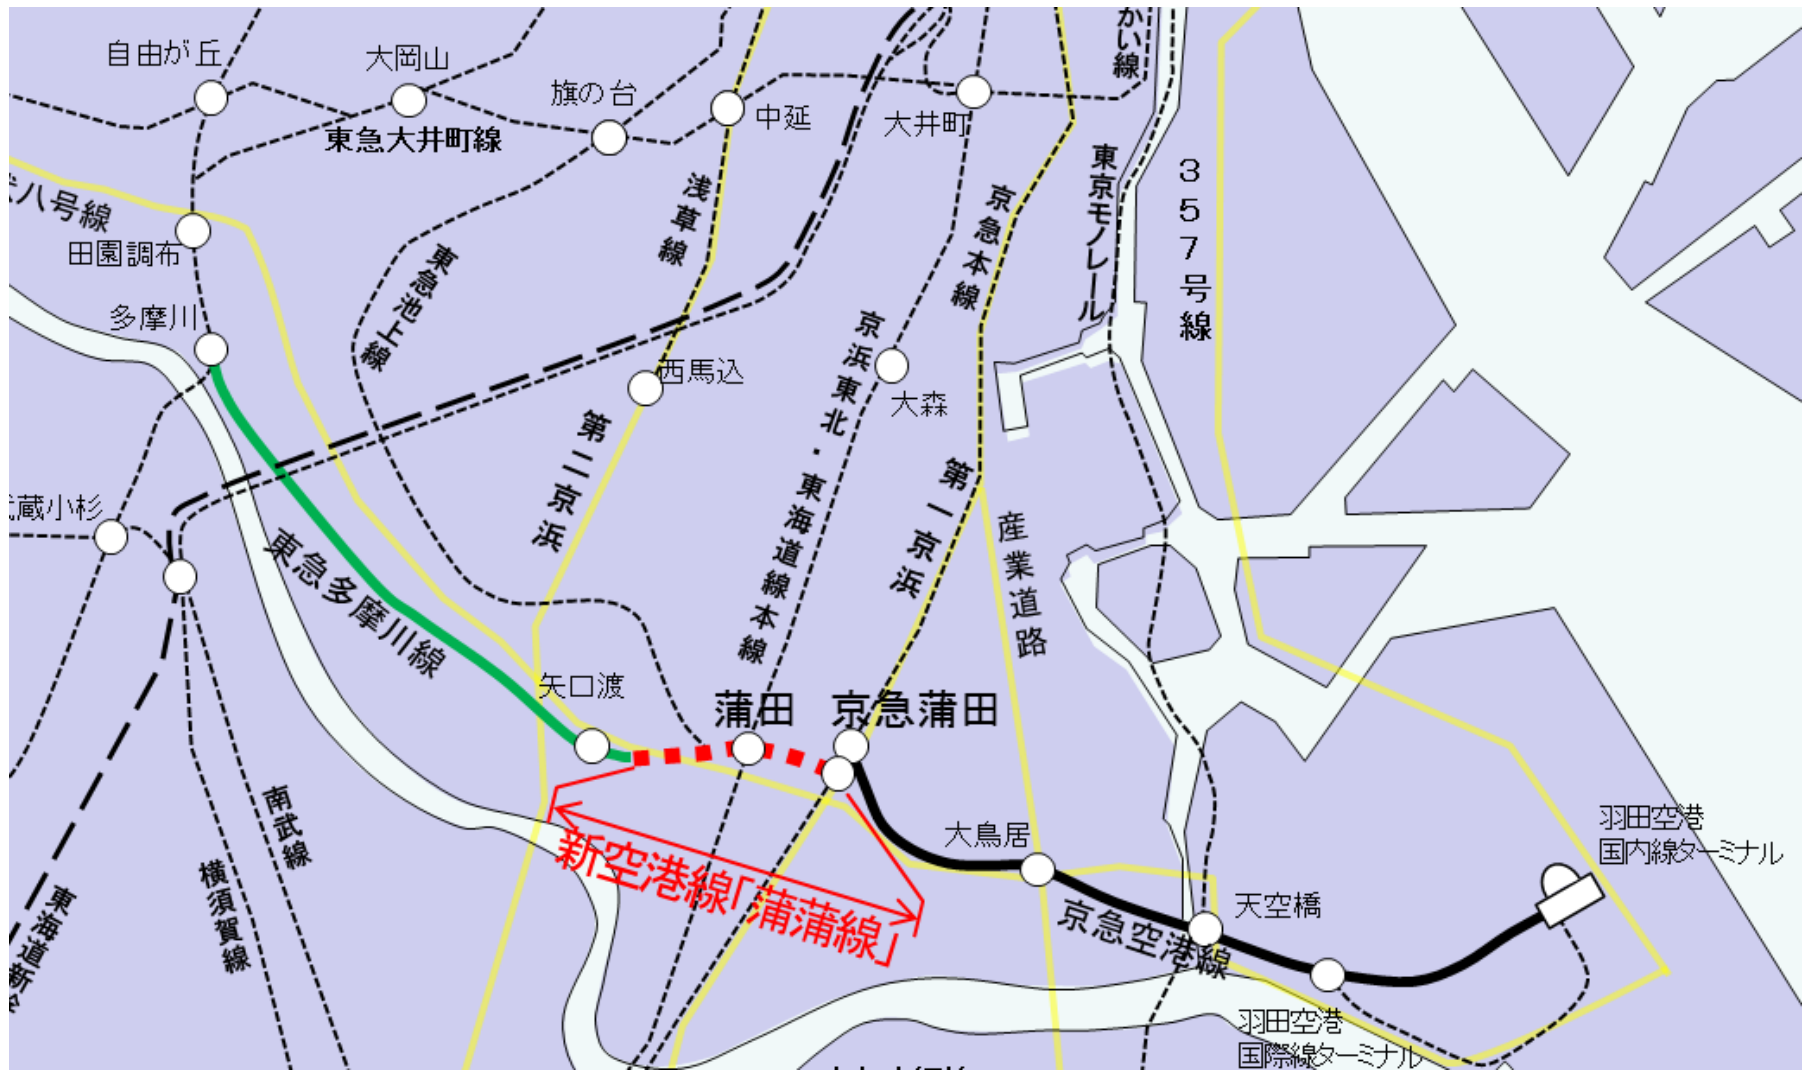 自由が丘
大岡山
旗の台
東急大井町線
中延
大井町
かい線
八号線
田園調布
多摩川
東急池上線
浅草線
京急本線
東京モノレール
357号線
西馬込
京浜東北・東海道線本線
大森
第二京浜
第一京浜
産業道路
蔵小杉
東急多摩川線
矢口渡
蒲田
京急蒲田
新空港線「蒲蒲線」
大鳥居
京急空港線
天空橋
羽田空港
国内線ターミナル
羽田空港
国際線ターミナル
南武線
横須賀線
東海道新幹